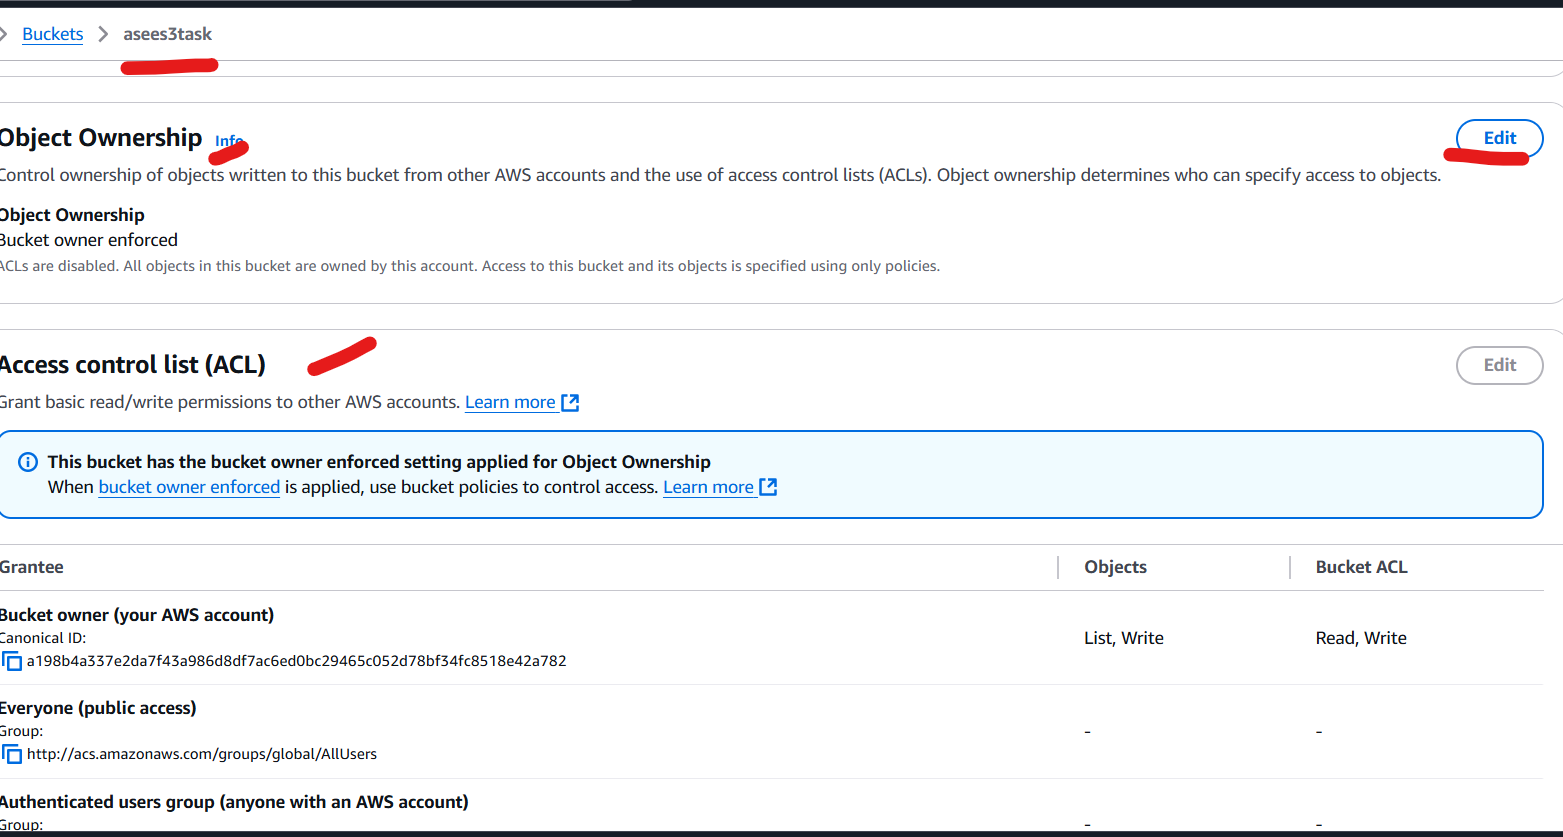 Buckets > asees3task
Object Ownership Info
Edit
Control ownership of objects written to this bucket from other AWS accounts and the use of access control lists (ACLs). Object ownership determines who can specify access to objects.
Object Ownership
Bucket owner enforced
ACLs are disabled. All objects in this bucket are owned by this account. Access to this bucket and its objects is specified using only policies.
Access control list (ACL)
Edit
Grant basic read/write permissions to other AWS accounts. Learn more
This bucket has the bucket owner enforced setting applied for Object Ownership
When bucket owner enforced is applied, use bucket policies to control access. Learn more
Grantee Objects Bucket ACL
Bucket owner (your AWS account)
Canonical ID:
List, Write Read, Write
a198b4a337e2da7f43a986d8df7ac6ed0bc29465c052d78bf34fc8518e42a782
Everyone (public access)
Group:
- -
http://acs.amazonaws.com/groups/global/AllUsers
Authenticated users group (anyone with an AWS account)
Group:
- -